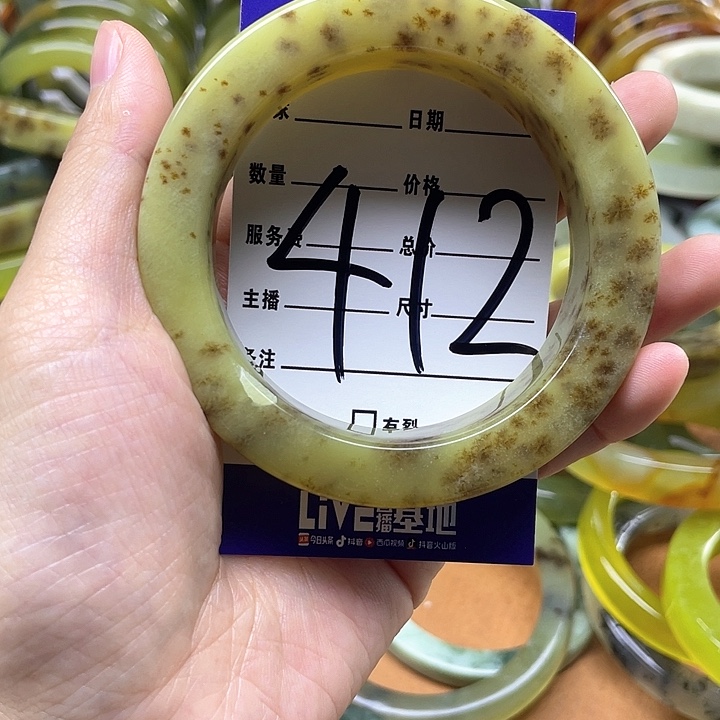 日期
数量 价格
服务费 总价
412
主播 尺寸
备注
有裂
LiVE直播基地
今日头条 抖音 西瓜视频 抖音火山版